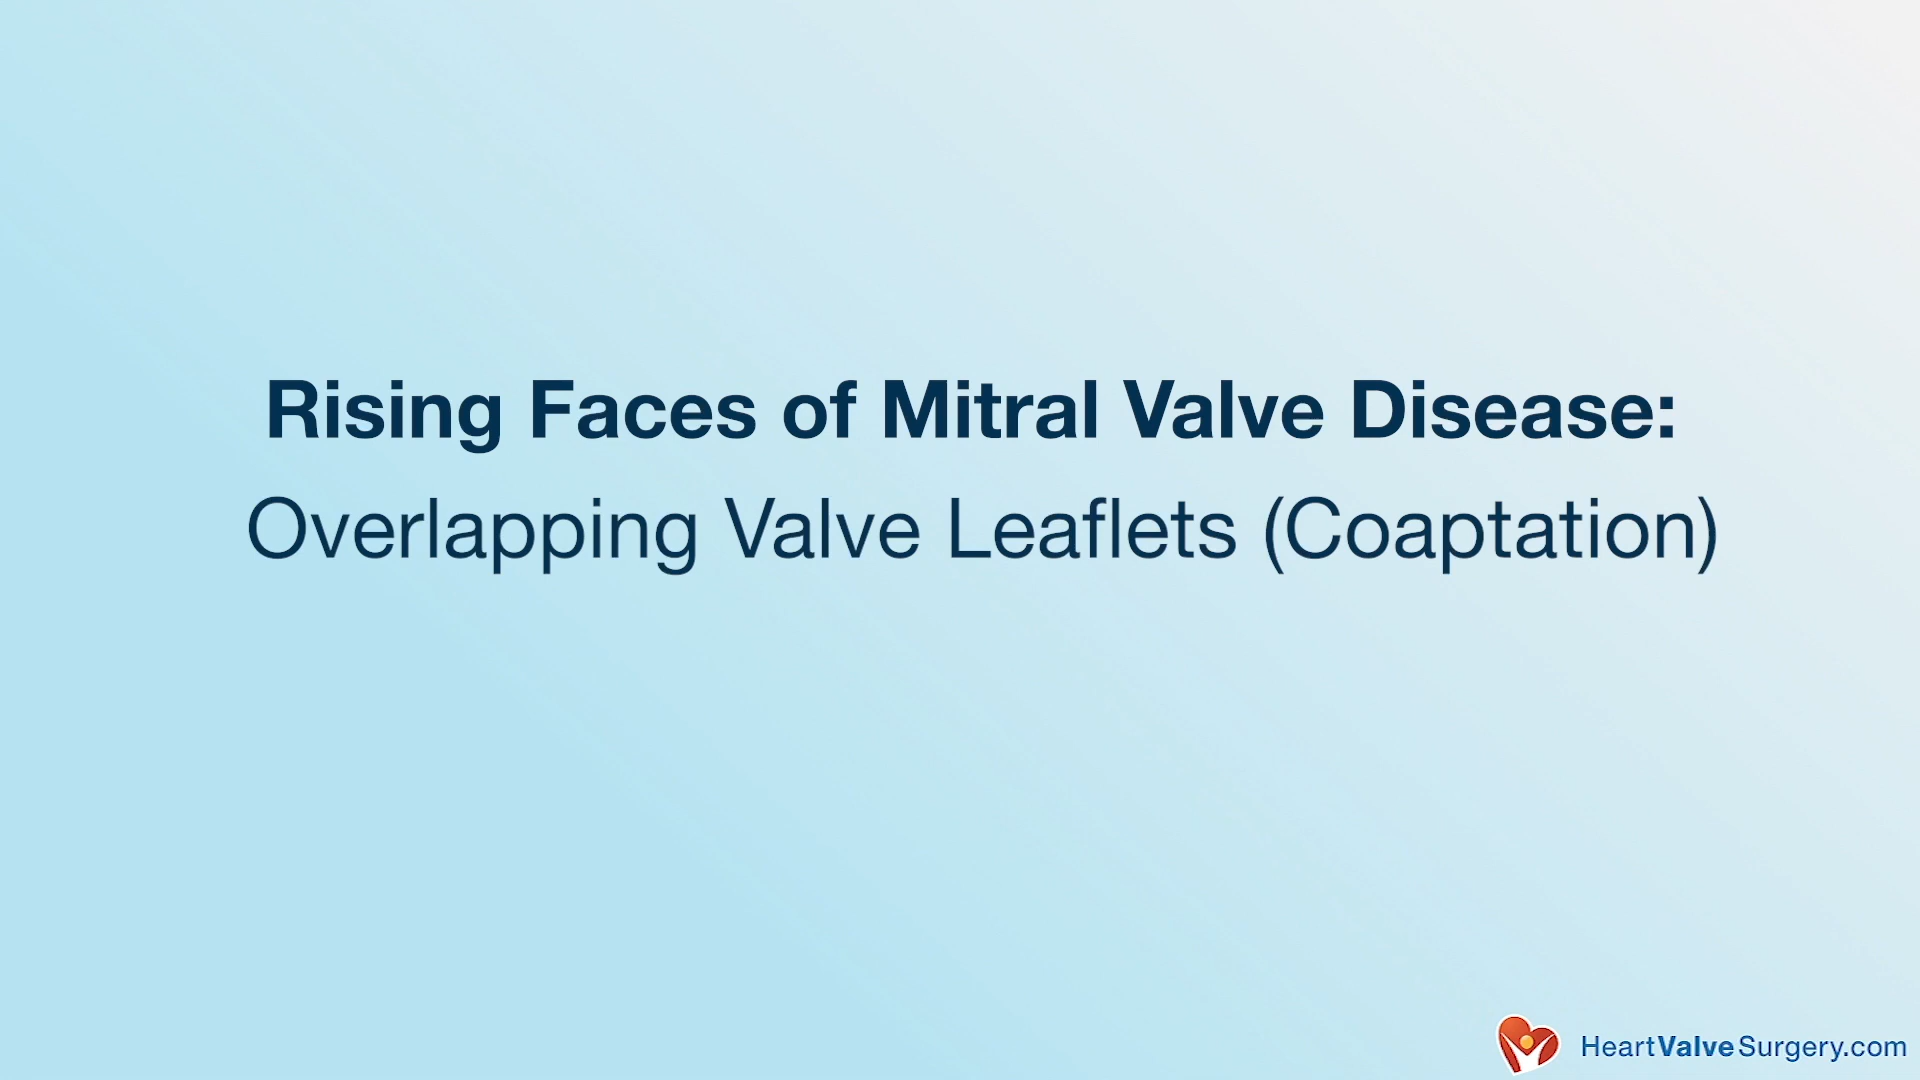 Rising Faces of Mitral Valve Disease:
Overlapping Valve Leaflets (Coaptation)
HeartValveSurgery.com